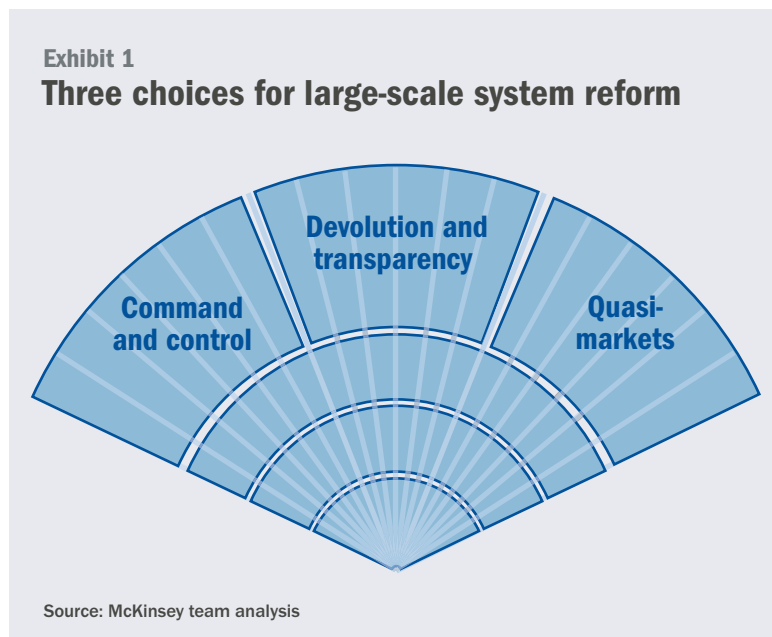 Exhibit 1
Three choices for large-scale system reform
Devolution and
transparency
Command
and control
Quasi-
markets
Source: McKinsey team analysis